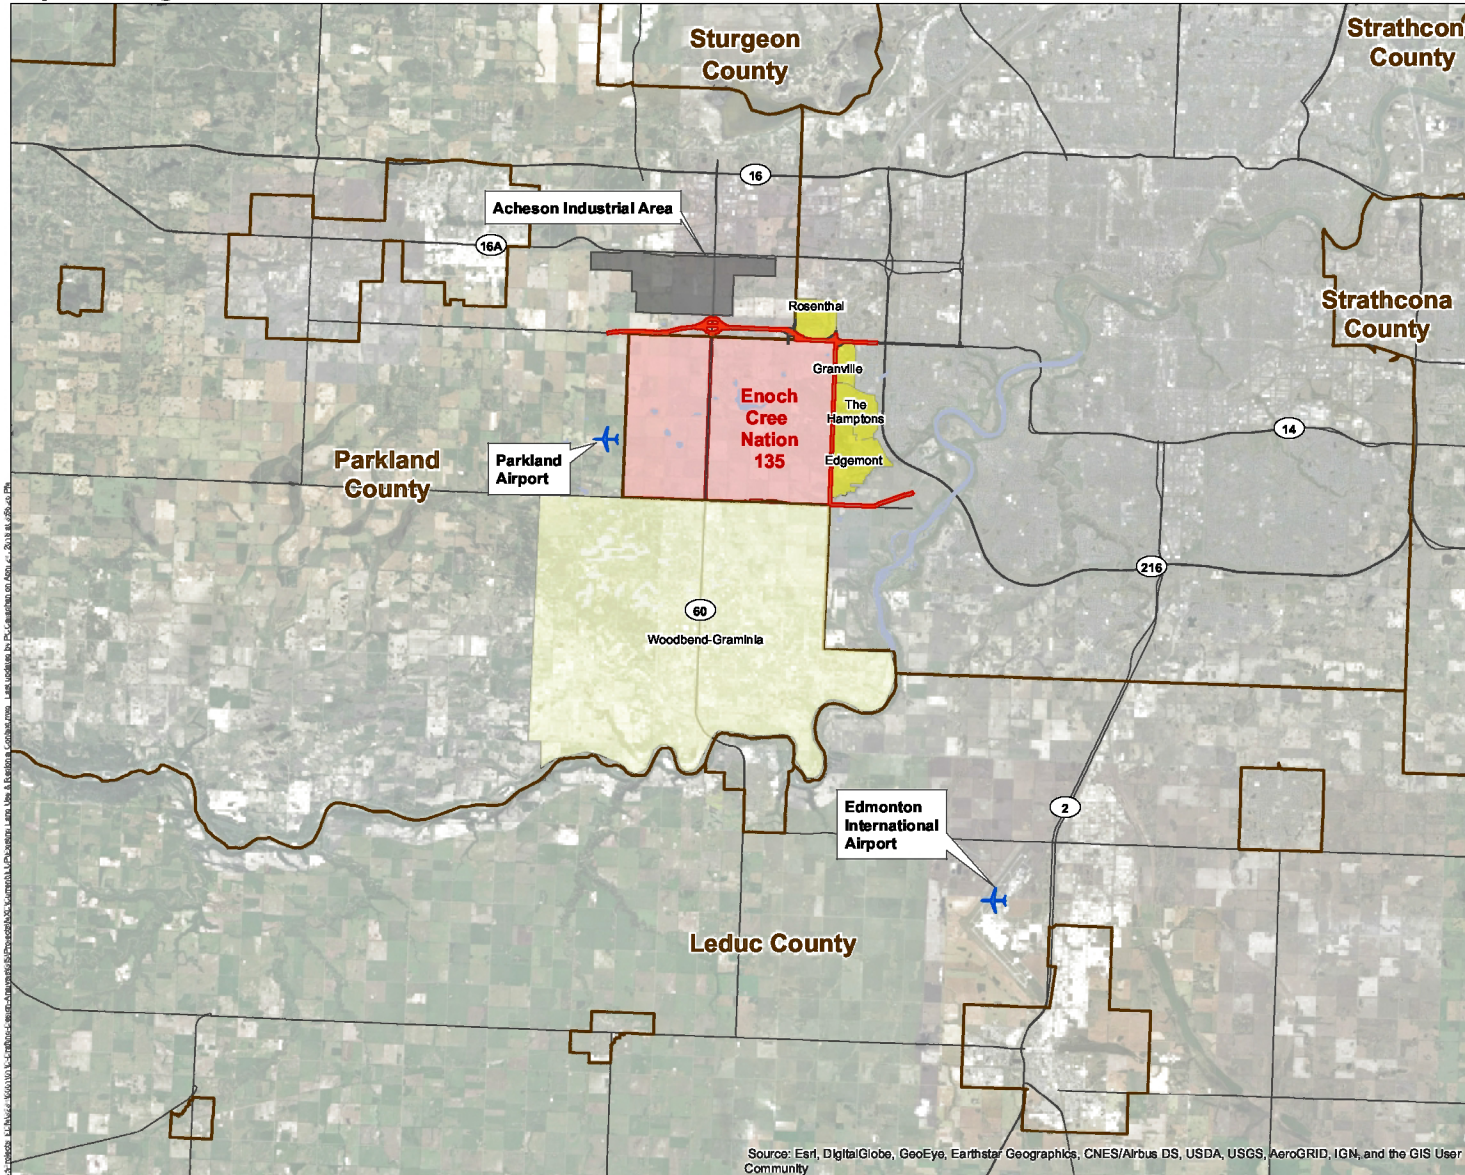 Sturgeon
County
Strathcon
County
16
Acheson Industrial Area
16A
Rosenthal
Strathcona
County
Granville
Enoch
Cree
Nation
135
The
Hamptons
14
Parkland
County
Parkland
Airport
Edgemont
216
60
Woodbend-Graminia
Edmonton
International
Airport
2
Leduc County
Source: Esri, DigitalGlobe, GeoEye, Earthstar Geographics, CNES/Airbus DS, USDA, USGS, AeroGRID, IGN, and the GIS User
Community